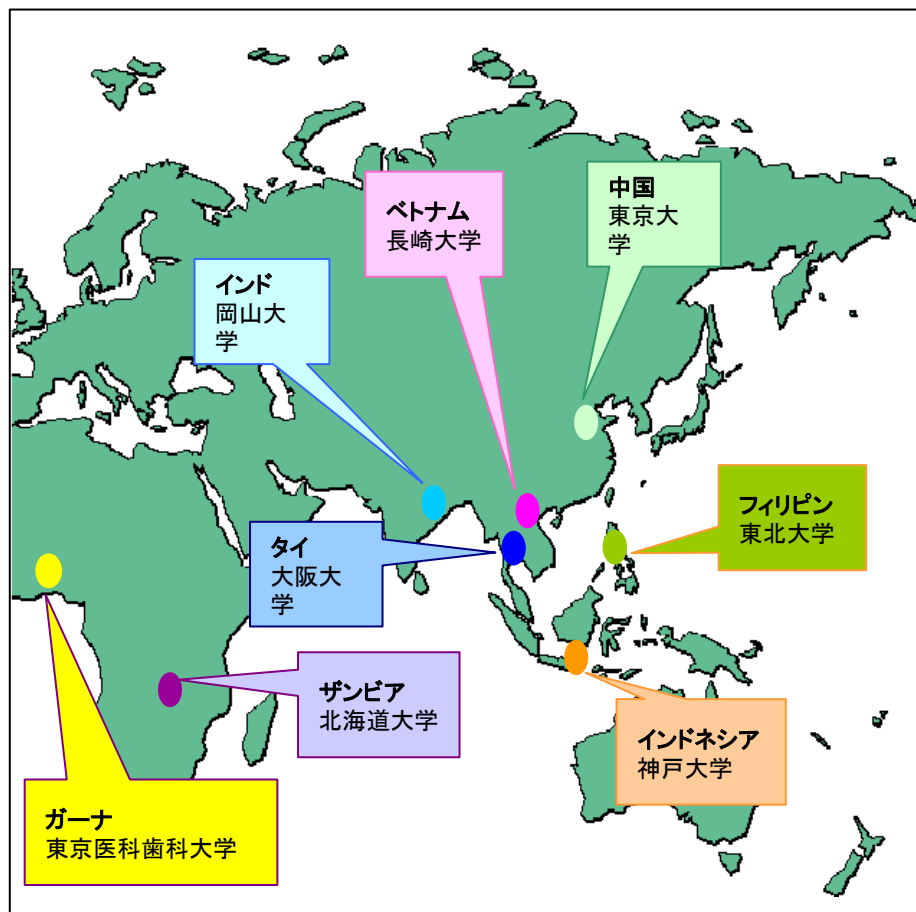 中国
東京大
学
ベトナム
長崎大学
インド
岡山大
学
フィリピン
東北大学
タイ
大阪大
学
ザンビア
北海道大学
インドネシア
神戸大学
ガーナ
東京医科歯科大学